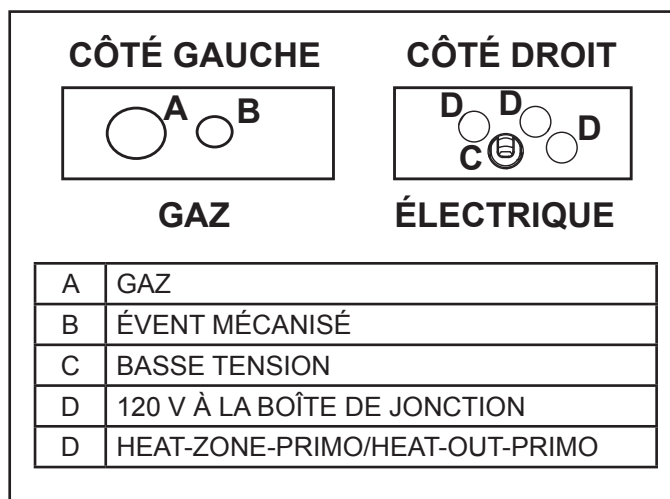 CÔTÉ GAUCHE CÔTÉ DROIT
A B D D D
C
GAZ ÉLECTRIQUE
A GAZ
B ÉVENT MÉCANISÉ
C BASSE TENSION
D 120 V À LA BOÎTE DE JONCTION
D HEAT-ZONE-PRIMO/HEAT-OUT-PRIMO